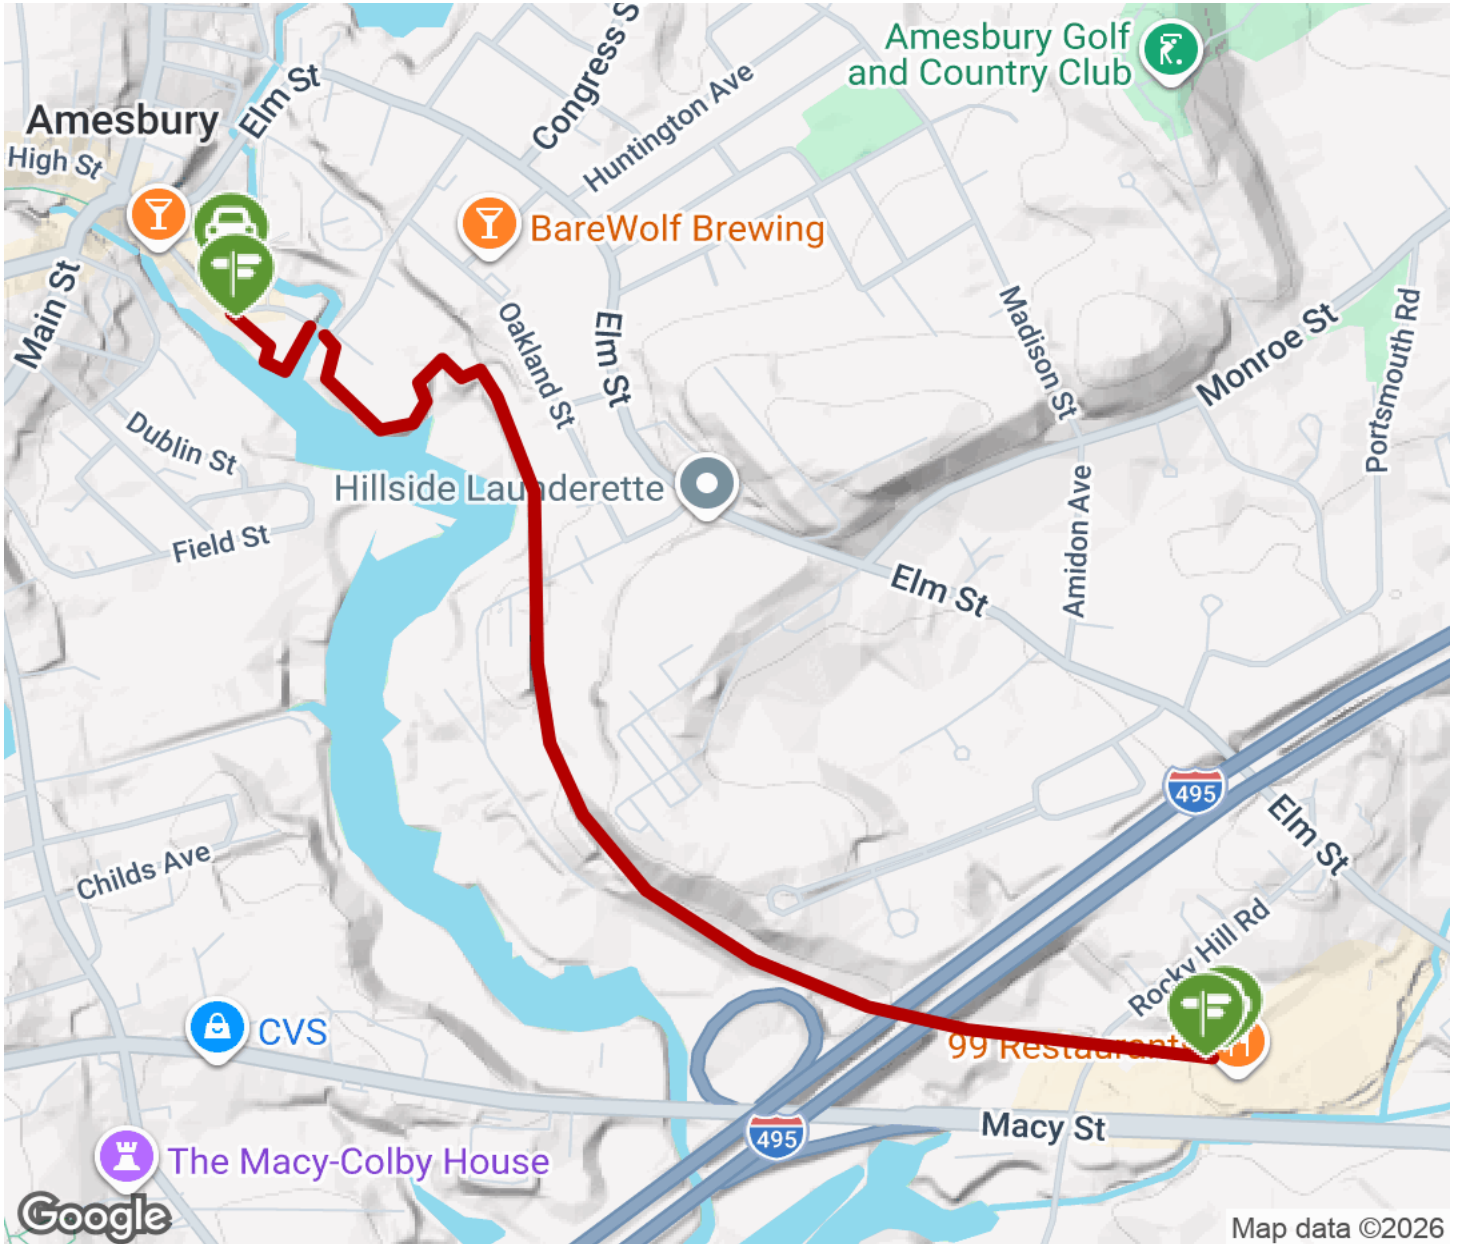 Amesbury Golf
and Country Club
Congress S
Elm St
Huntington Ave
Amesbury
High St
BareWolf Brewing
Main St
Oakland St
Elm St
Madison St
Monroe St
Portsmouth Rd
Dublin St
Hillside Launderette
Field St
Amidon Ave
Elm St
495
Elm St
Childs Ave
Rocky Hill Rd
CVS
99 Restaurant
Macy St
495
The Macy-Colby House
Google
Map data ©2026